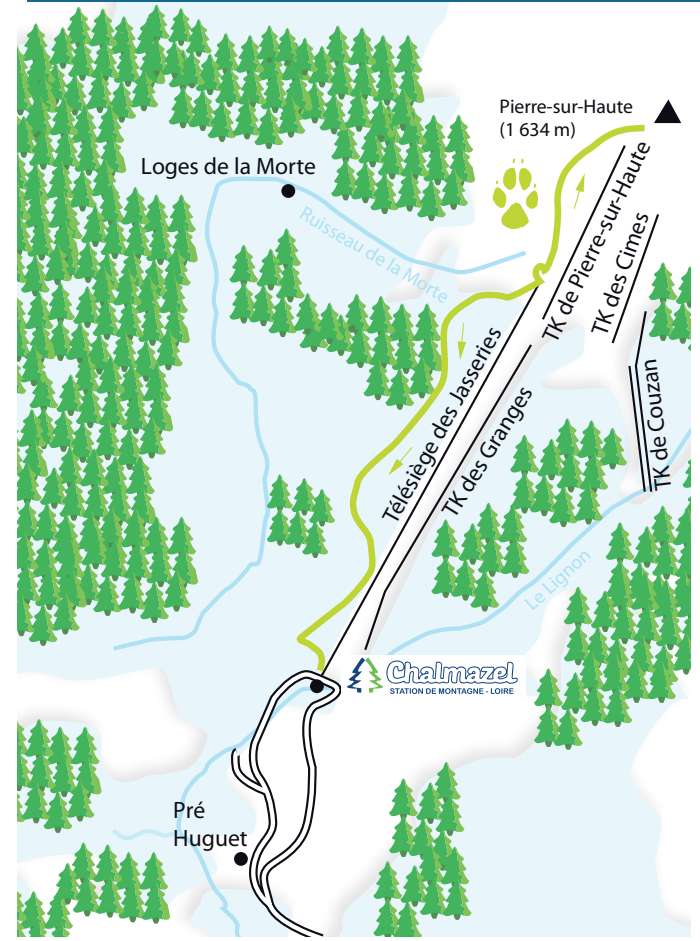 Pierre-sur-Haute
(1 634 m)
Loges de la Morte
Ruisseau de la Morte
TK de Pierre-sur-Haute
TK des Cimes
Télésiège des Jasseries
TK des Granges
TK de Couzan
Le Lignon
Chalmazel
STATION DE MONTAGNE - LOIRE
Pré
Huguet